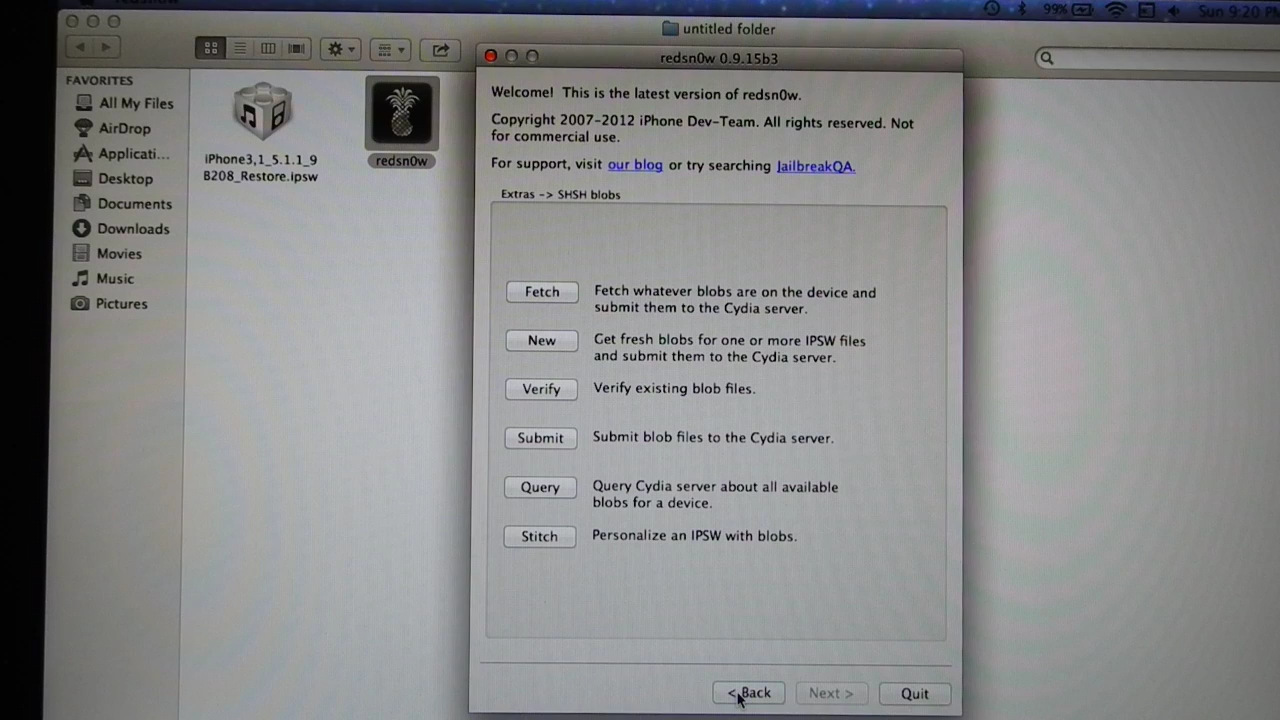 99%
Sun 9:20 PM
untitled folder
FAVORITES
All My Files
AirDrop
Applicati...
Desktop
Documents
Downloads
Movies
Music
Pictures
iPhone3,1_5.1.1_9
B208_Restore.ipsw
redsn0w
redsn0w 0.9.15b3
Welcome! This is the latest version of redsn0w.
Copyright 2007-2012 iPhone Dev-Team. All rights reserved. Not
for commercial use.
For support, visit our blog or try searching JailbreakQA.
Extras -> SHSH blobs
Fetch
Fetch whatever blobs are on the device and
submit them to the Cydia server.
New
Get fresh blobs for one or more IPSW files
and submit them to the Cydia server.
Verify
Verify existing blob files.
Submit
Submit blob files to the Cydia server.
Query
Query Cydia server about all available
blobs for a device.
Stitch
Personalize an IPSW with blobs.
< Back
Next >
Quit